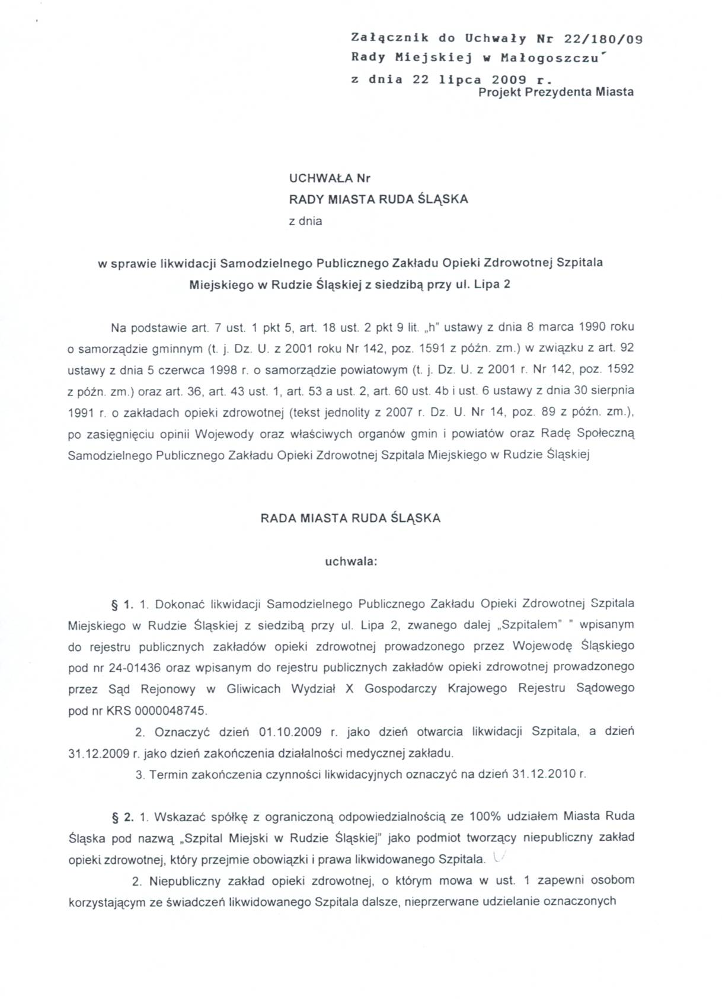 Załącznik do Uchwały Nr 22/180/09
Rady Miejskiej w Małogoszczu
z dnia 22 lipca 2009 r.
Projekt Prezydenta Miasta
UCHWAŁA Nr
RADY MIASTA RUDA ŚLĄSKA
z dnia
w sprawie likwidacji Samodzielnego Publicznego Zakładu Opieki Zdrowotnej Szpitala
Miejskiego w Rudzie Śląskiej z siedzibą przy ul. Lipa 2
Na podstawie art. 7 ust. 1 pkt 5, art. 18 ust. 2 pkt 9 lit. „h” ustawy z dnia 8 marca 1990 roku
o samorządzie gminnym (t. j. Dz. U. z 2001 roku Nr 142, poz. 1591 z późn. zm.) w związku z art. 92
ustawy z dnia 5 czerwca 1998 r. o samorządzie powiatowym (t. j. Dz. U. z 2001 r. Nr 142, poz. 1592
z późn. zm.) oraz art. 36, art. 43 ust. 1, art. 53 a ust. 2, art. 60 ust. 4b i ust. 6 ustawy z dnia 30 sierpnia
1991 r. o zakładach opieki zdrowotnej (tekst jednolity z 2007 r. Dz. U. Nr 14, poz. 89 z późn. zm.),
po zasięgnięciu opinii Wojewody oraz właściwych organów gmin i powiatów oraz Radę Społeczną
Samodzielnego Publicznego Zakładu Opieki Zdrowotnej Szpitala Miejskiego w Rudzie Śląskiej
RADA MIASTA RUDA ŚLĄSKA
uchwala:
§ 1. 1. Dokonać likwidacji Samodzielnego Publicznego Zakładu Opieki Zdrowotnej Szpitala
Miejskiego w Rudzie Śląskiej z siedzibą przy ul. Lipa 2, zwanego dalej „Szpitalem” ” wpisanym
do rejestru publicznych zakładów opieki zdrowotnej prowadzonego przez Wojewodę Śląskiego
pod nr 24-01436 oraz wpisanym do rejestru publicznych zakładów opieki zdrowotnej prowadzonego
przez Sąd Rejonowy w Gliwicach Wydział X Gospodarczy Krajowego Rejestru Sądowego
pod nr KRS 0000048745.
2. Oznaczyć dzień 01.10.2009 r. jako dzień otwarcia likwidacji Szpitala, a dzień
31.12.2009 r. jako dzień zakończenia działalności medycznej zakładu.
3. Termin zakończenia czynności likwidacyjnych oznaczyć na dzień 31.12.2010 r.
§ 2. 1. Wskazać spółkę z ograniczoną odpowiedzialnością ze 100% udziałem Miasta Ruda
Śląska pod nazwą „Szpital Miejski w Rudzie Śląskiej” jako podmiot tworzący niepubliczny zakład
opieki zdrowotnej, który przejmie obowiązki i prawa likwidowanego Szpitala.
2. Niepubliczny zakład opieki zdrowotnej, o którym mowa w ust. 1 zapewni osobom
korzystającym ze świadczeń likwidowanego Szpitala dalsze, nieprzerwane udzielanie oznaczonych